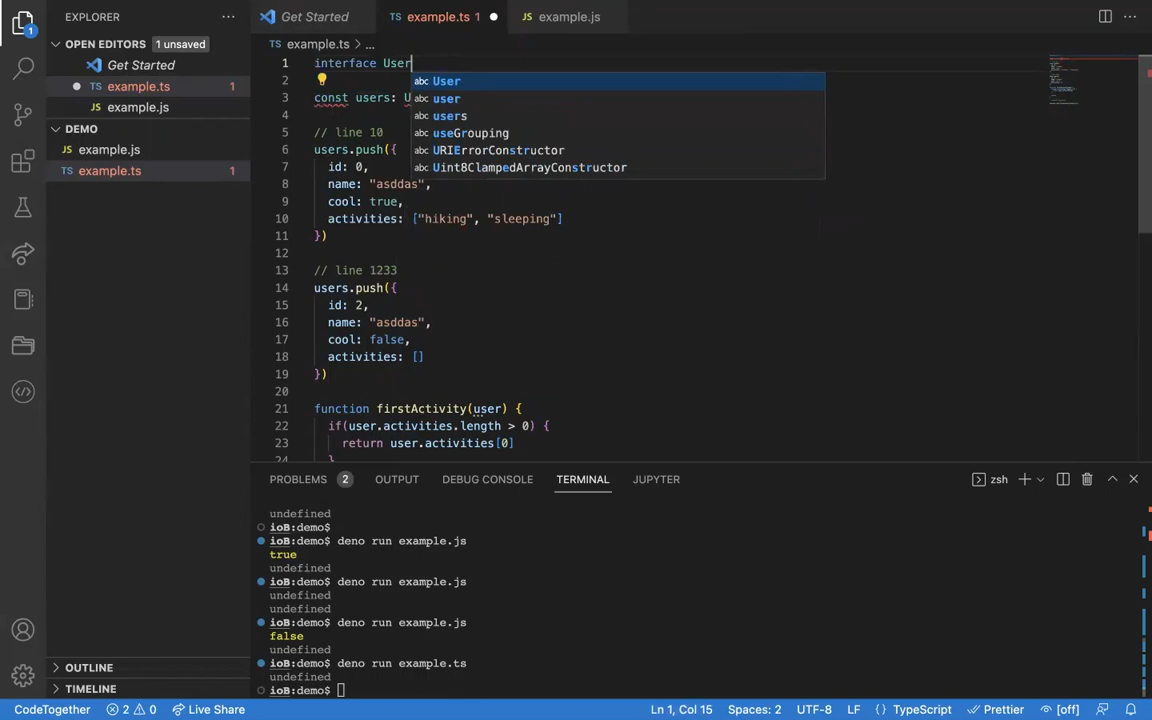 EXPLORER
OPEN EDITORS 1 unsaved
Get Started
example.ts 1
example.js
DEMO
example.js
example.ts 1
OUTLINE
TIMELINE
1
Get Started
example.ts 1
example.js
example.ts > ...
1 interface User
2
3 const users: U
4
5 // line 10
6 users.push({
7 id: 0,
8 name: "asddas",
9 cool: true,
10 activities: ["hiking", "sleeping"]
11 })
12
13 // line 1233
14 users.push({
15 id: 2,
16 name: "asddas",
17 cool: false,
18 activities: []
19 })
20
21 function firstActivity(user) {
22 if(user.activities.length > 0) {
23 return user.activities[0]
24 }
abc User
abc user
abc users
abc useGrouping
abc URIErrorConstructor
abc Uint8ClampedArrayConstructor
PROBLEMS 2 OUTPUT DEBUG CONSOLE TERMINAL JUPYTER zsh
undefined
ioB:demo$
ioB:demo$ deno run example.js
true
undefined
ioB:demo$ deno run example.js
undefined
undefined
ioB:demo$ deno run example.js
false
undefined
ioB:demo$ deno run example.ts
undefined
ioB:demo$
CodeTogether 2 0 Live Share Ln 1, Col 15 Spaces: 2 UTF-8 LF {} TypeScript Prettier [off]